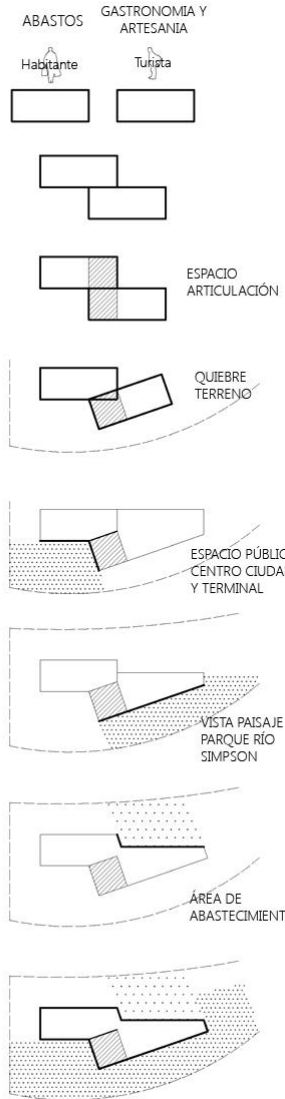 ABASTOS
GASTRONOMIA Y
ARTESANIA
Habitante
Turista
ESPACIO
ARTICULACIÓN
QUIEBRE
TERRENO
ESPACIO PÚBLIC
CENTRO CIUDA
Y TERMINAL
VISTA PAISAJE
PARQUE RÍO
SIMPSON
ÁREA DE
ABASTECIMIENT